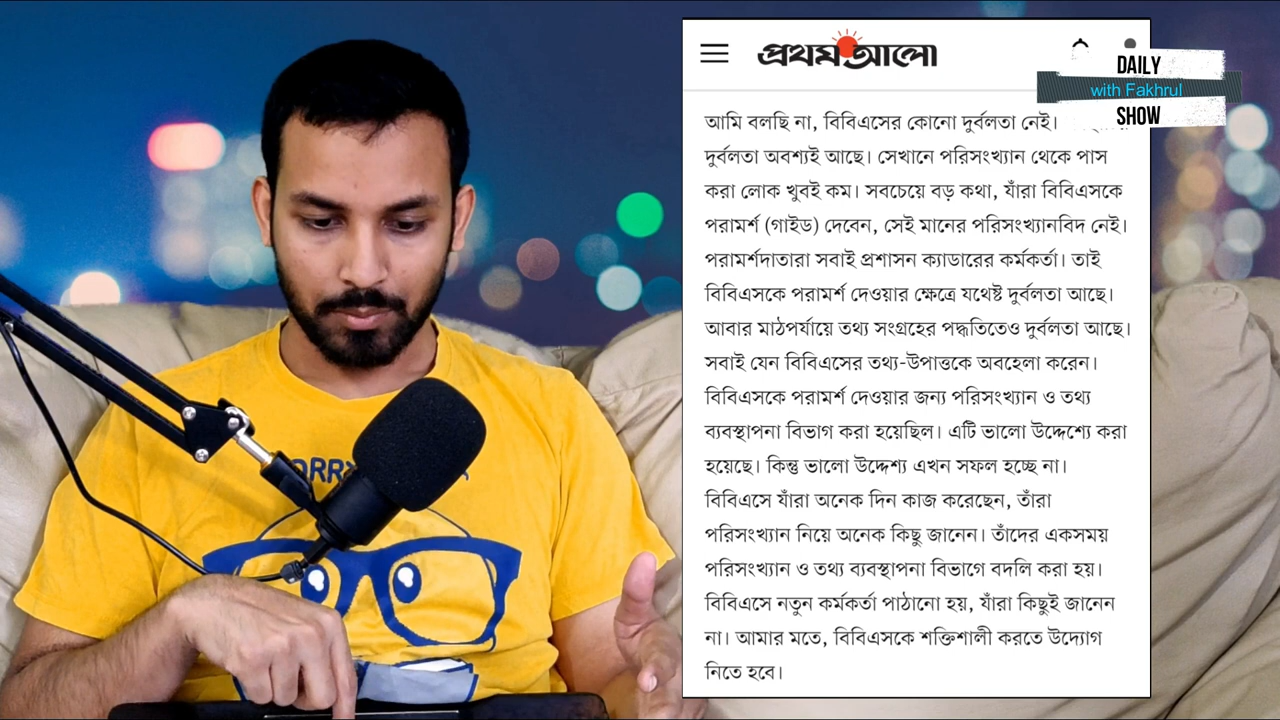 প্রথম আলো
DAILY
with Fakhrul
SHOW
আমি বলছি না, বিবিএসের কোনো দুর্বলতা নেই।
দুর্বলতা অবশ্যই আছে। সেখানে পরিসংখ্যান থেকে পাস
করা লোক খুবই কম। সবচেয়ে বড় কথা, যাঁরা বিবিএসকে
পরামর্শ (গাইড) দেবেন, সেই মানের পরিসংখ্যানবিদ নেই।
পরামর্শদাতারা সবাই প্রশাসন ক্যাডারের কর্মকর্তা। তাই
বিবিএসকে পরামর্শ দেওয়ার ক্ষেত্রে যথেষ্ট দুর্বলতা আছে।
আবার মাঠপর্যায়ে তথ্য সংগ্রহের পদ্ধতিতেও দুর্বলতা আছে।
সবাই যেন বিবিএসের তথ্য-উপাত্তকে অবহেলা করেন।
বিবিএসকে পরামর্শ দেওয়ার জন্য পরিসংখ্যান ও তথ্য
ব্যবস্থাপনা বিভাগ করা হয়েছিল। এটি ভালো উদ্দেশ্যে করা
হয়েছে। কিন্তু ভালো উদ্দেশ্য এখন সফল হচ্ছে না।
বিবিএসে যাঁরা অনেক দিন কাজ করেছেন, তাঁরা
পরিসংখ্যান নিয়ে অনেক কিছু জানেন। তাঁদের একসময়
পরিসংখ্যান ও তথ্য ব্যবস্থাপনা বিভাগে বদলি করা হয়।
বিবিএসে নতুন কর্মকর্তা পাঠানো হয়, যাঁরা কিছুই জানেন
না। আমার মতে, বিবিএসকে শক্তিশালী করতে উদ্যোগ
নিতে হবে।